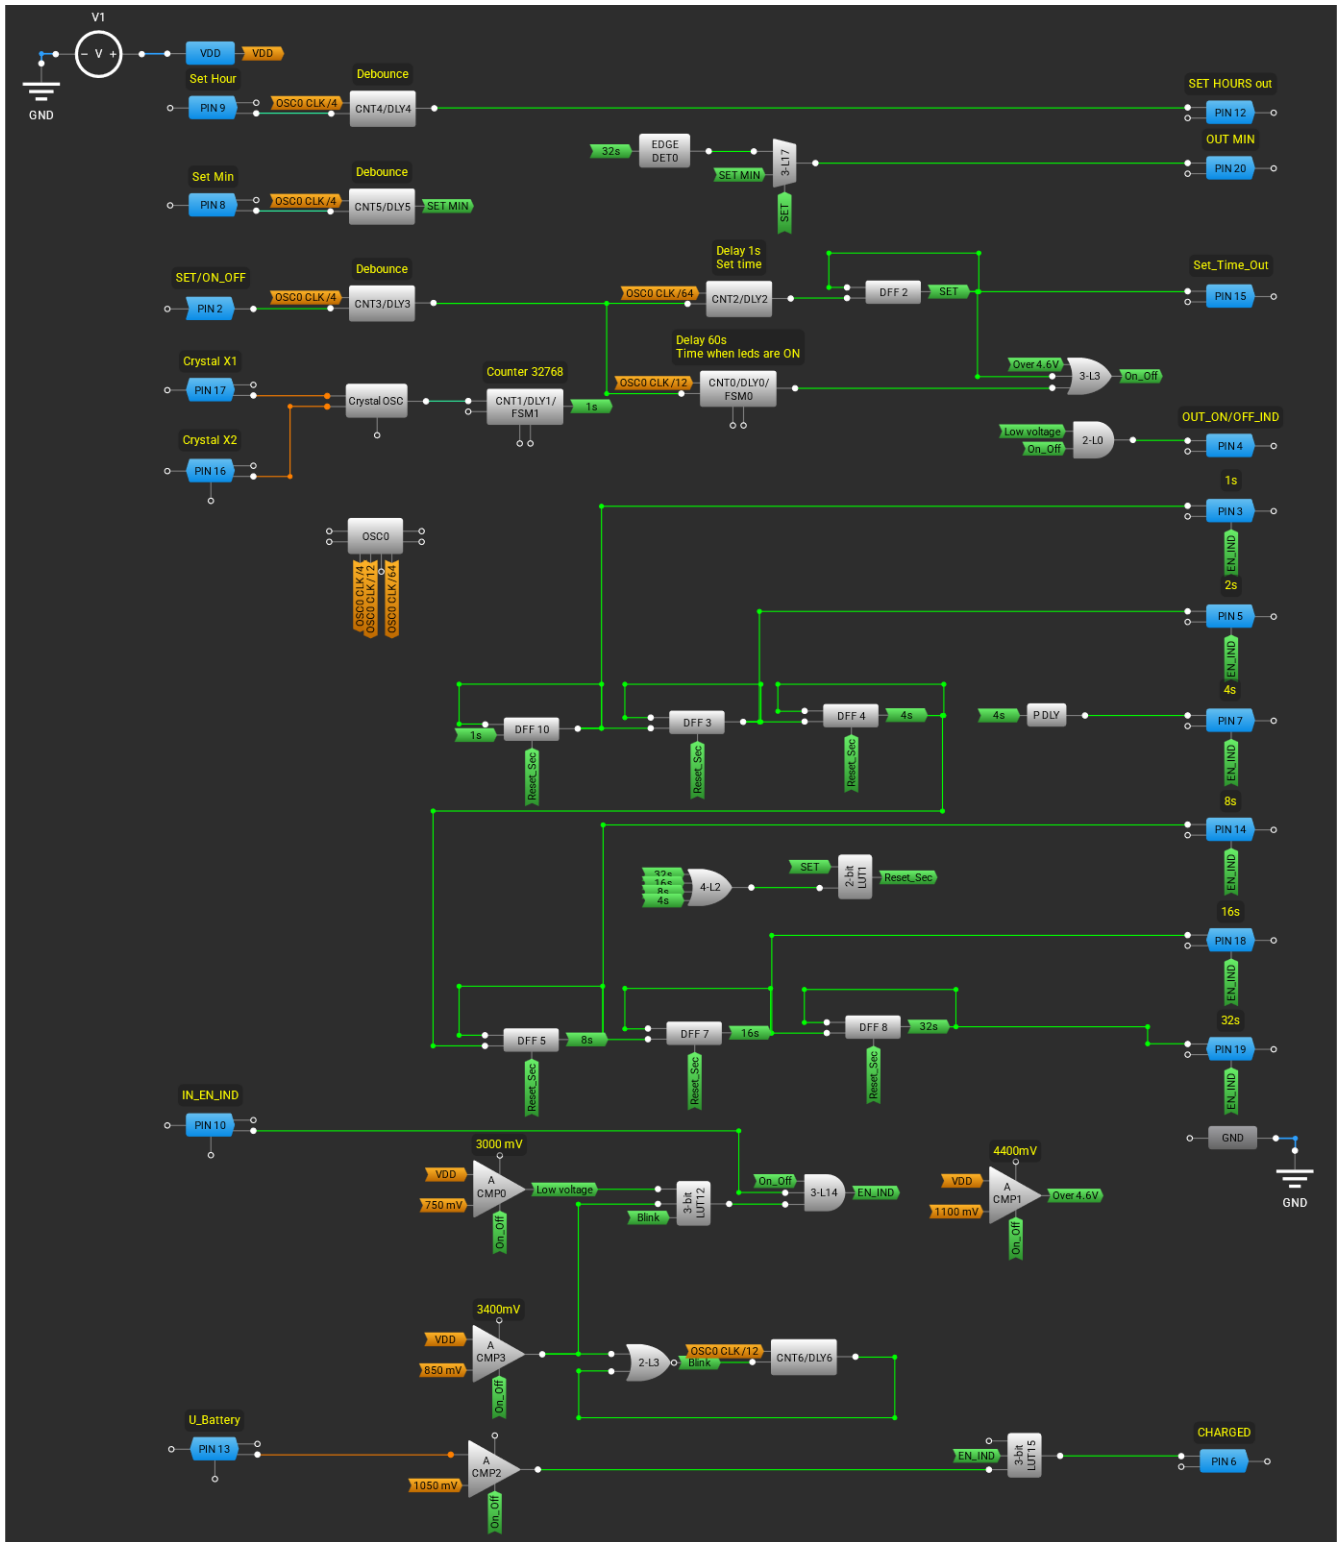 V1
− V +
VDD
VDD
GND
Set Hour
PIN 9
OSC0 CLK /4
Debounce
CNT4/DLY4
SET HOURS out
PIN 12
32s
EDGE
DET0
SET MIN
3-L17
SET
OUT MIN
PIN 20
Set Min
PIN 8
OSC0 CLK /4
Debounce
CNT5/DLY5
SET MIN
SET/ON_OFF
PIN 2
OSC0 CLK /4
Debounce
CNT3/DLY3
Delay 1s
Set time
OSC0 CLK /64
CNT2/DLY2
DFF 2
SET
Set_Time_Out
PIN 15
Crystal X1
PIN 17
Crystal OSC
Counter 32768
CNT1/DLY1/
FSM1
1s
Delay 60s
Time when leds are ON
OSC0 CLK /12
CNT0/DLY0/
FSM0
Over 4.6V
3-L3
On_Off
Crystal X2
PIN 16
Low voltage
On_Off
2-L0
OUT_ON/OFF_IND
PIN 4
OSC0
OSC0 CLK /4
OSC0 CLK /12
OSC0 CLK /64
1s
PIN 3
EN_IND
2s
PIN 5
EN_IND
1s
DFF 10
Reset_Sec
DFF 3
Reset_Sec
DFF 4
4s
Reset_Sec
4s
P DLY
4s
PIN 7
EN_IND
8s
PIN 14
EN_IND
32s
16s
8s
4s
4-L2
SET
2-bit
LUT1
Reset_Sec
16s
PIN 18
EN_IND
DFF 5
8s
Reset_Sec
DFF 7
16s
Reset_Sec
DFF 8
32s
Reset_Sec
32s
PIN 19
EN_IND
IN_EN_IND
PIN 10
GND
GND
3000 mV
VDD
750 mV
A
CMP0
On_Off
Low voltage
Blink
3-bit
LUT12
On_Off
3-L14
EN_IND
4400mV
VDD
1100 mV
A
CMP1
On_Off
Over 4.6V
3400mV
VDD
850 mV
A
CMP3
On_Off
2-L3
OSC0 CLK /12
Blink
CNT6/DLY6
U_Battery
PIN 13
1050 mV
A
CMP2
On_Off
EN_IND
3-bit
LUT15
CHARGED
PIN 6